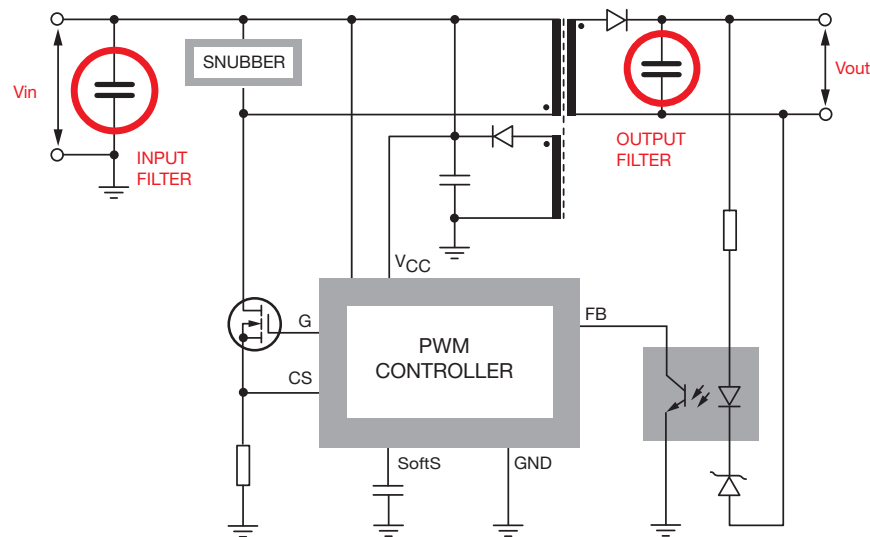 SNUBBER
Vin
Vout
INPUT
FILTER
OUTPUT
FILTER
VCC
G
FB
PWM
CONTROLLER
CS
SoftS
GND